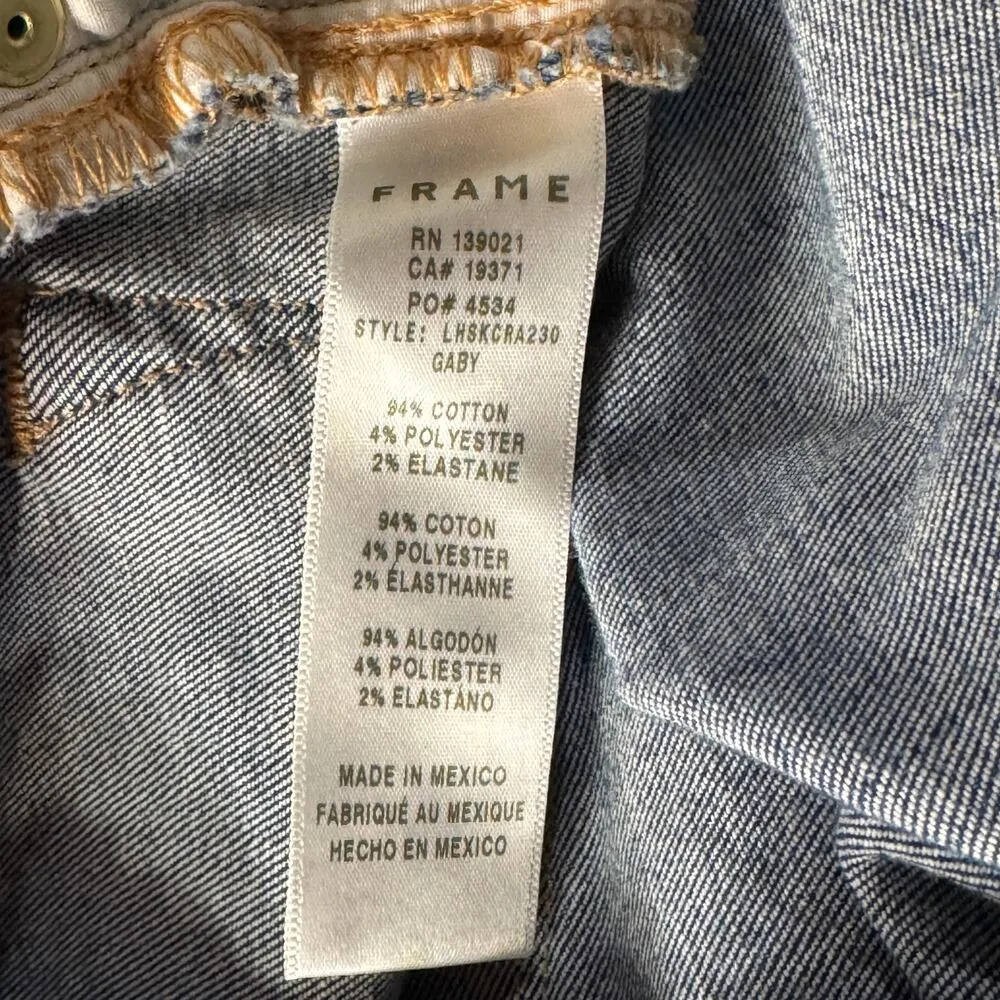 FRAME
RN 139021
CA# 19371
PO# 4534
STYLE: LHSKCRA230
GABY
94% COTTON
4% POLYESTER
2% ELASTANE
94% COTON
4% POLYESTER
2% ÉLASTHANNE
94% ALGODÓN
4% POLIESTER
2% ELASTANO
MADE IN MEXICO
FABRIQUÉ AU MEXIQUE
HECHO EN MEXICO